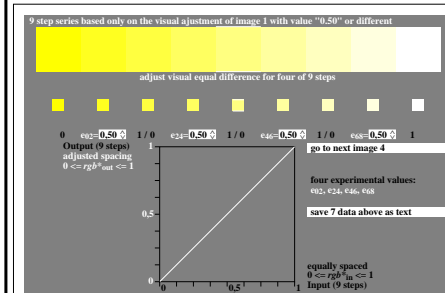 9 step series based only on the visual ajustment of image 1 with value "0.50" or different
adjust visual equal difference for four of 9 steps
0 e02=0,50 1 / 0 e24=0,50 1 / 0 e46=0,50 1 / 0 e68=0,50 1
Output (9 steps)
adjusted spacing
0 <= rgb*out <= 1
1
0,5
0
0 0,5 1
go to next image 4
four experimental values:
e02, e24, e46, e68
save 7 data above as text
equally spaced
0 <= rgb*in <= 1
Input (9 steps)